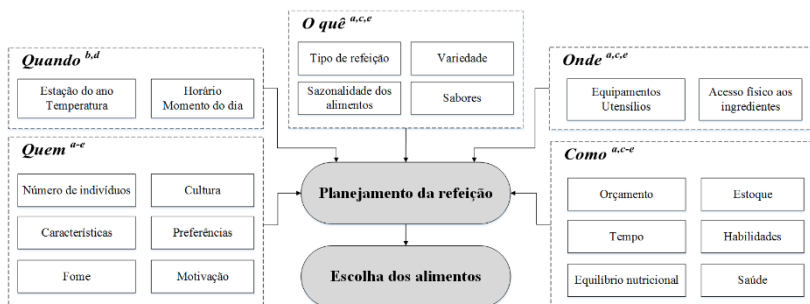 O quê a,c,e
Tipo de refeição
Variedade
Sazonalidade dos
alimentos
Sabores
Quando b,d
Estação do ano
Temperatura
Horário
Momento do dia
Onde a,c,e
Equipamentos
Utensílios
Acesso físico aos
ingredientes
Quem a-e
Número de indivíduos
Cultura
Características
Preferências
Fome
Motivação
Como a,c-e
Orçamento
Estoque
Tempo
Habilidades
Equilíbrio nutricional
Saúde
Planejamento da refeição
Escolha dos alimentos